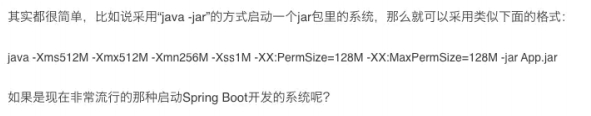 其实都很简单，比如说采用“java -jar”的方式启动一个jar包里的系统，那么就可以采用类似下面的格式：
java -Xms512M -Xmx512M -Xmn256M -Xss1M -XX:PermSize=128M -XX:MaxPermSize=128M -jar App.jar
如果是现在非常流行的那种启动Spring Boot开发的系统呢？